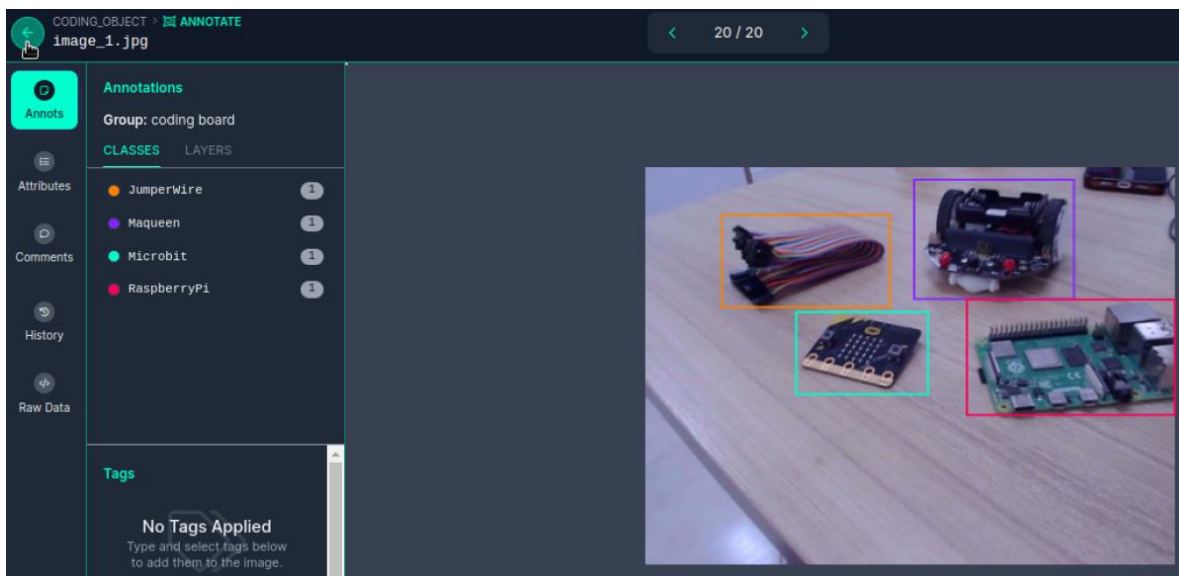 CODING_OBJECT > ANNOTATE
image_1.jpg
< 20 / 20 >
Annots
Attributes
Comments
History
Raw Data
Annotations
Group: coding board
CLASSES LAYERS
JumperWire 1
Maqueen 1
Microbit 1
RaspberryPi 1
Tags
No Tags Applied
Type and select tags below
to add them to the image.